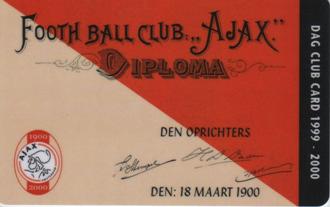 FOOTH BALL CLUB: „AJAX.”
DIPLOMA
DAG CLUB CARD 1999 - 2000
DEN OPRICHTERS
1900
AJAX
2000
DEN: 18 MAART 1900